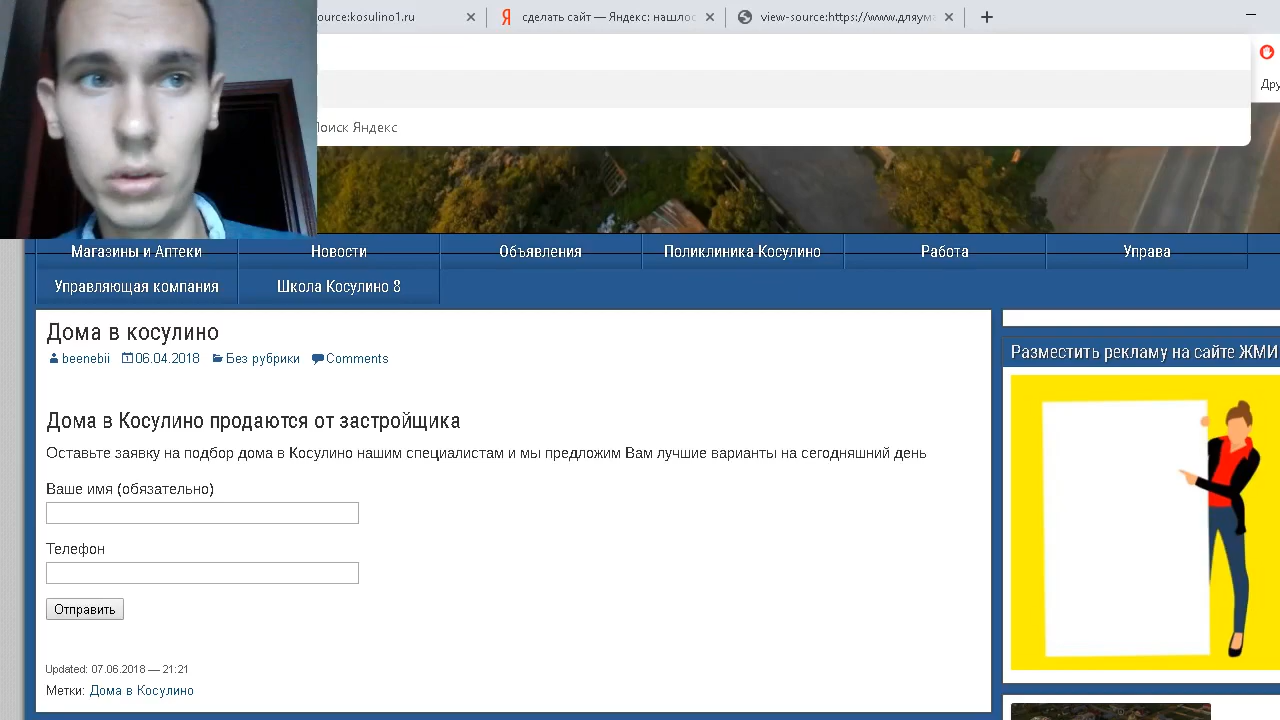 ource:kosulino1.ru
сделать сайт — Яндекс: нашлос
view-source:https://www.дляума
Дру
Поиск Яндекс
Магазины и Аптеки
Новости
Объявления
Поликлиника Косулино
Работа
Управа
Управляющая компания
Школа Косулино 8
Дома в косулино
beenebii 06.04.2018 Без рубрики Comments
Разместить рекламу на сайте ЖМИ
Дома в Косулино продаются от застройщика
Оставьте заявку на подбор дома в Косулино нашим специалистам и мы предложим Вам лучшие варианты на сегодняшний день
Ваше имя (обязательно)
Телефон
Отправить
Updated: 07.06.2018 — 21:21
Метки: Дома в Косулино